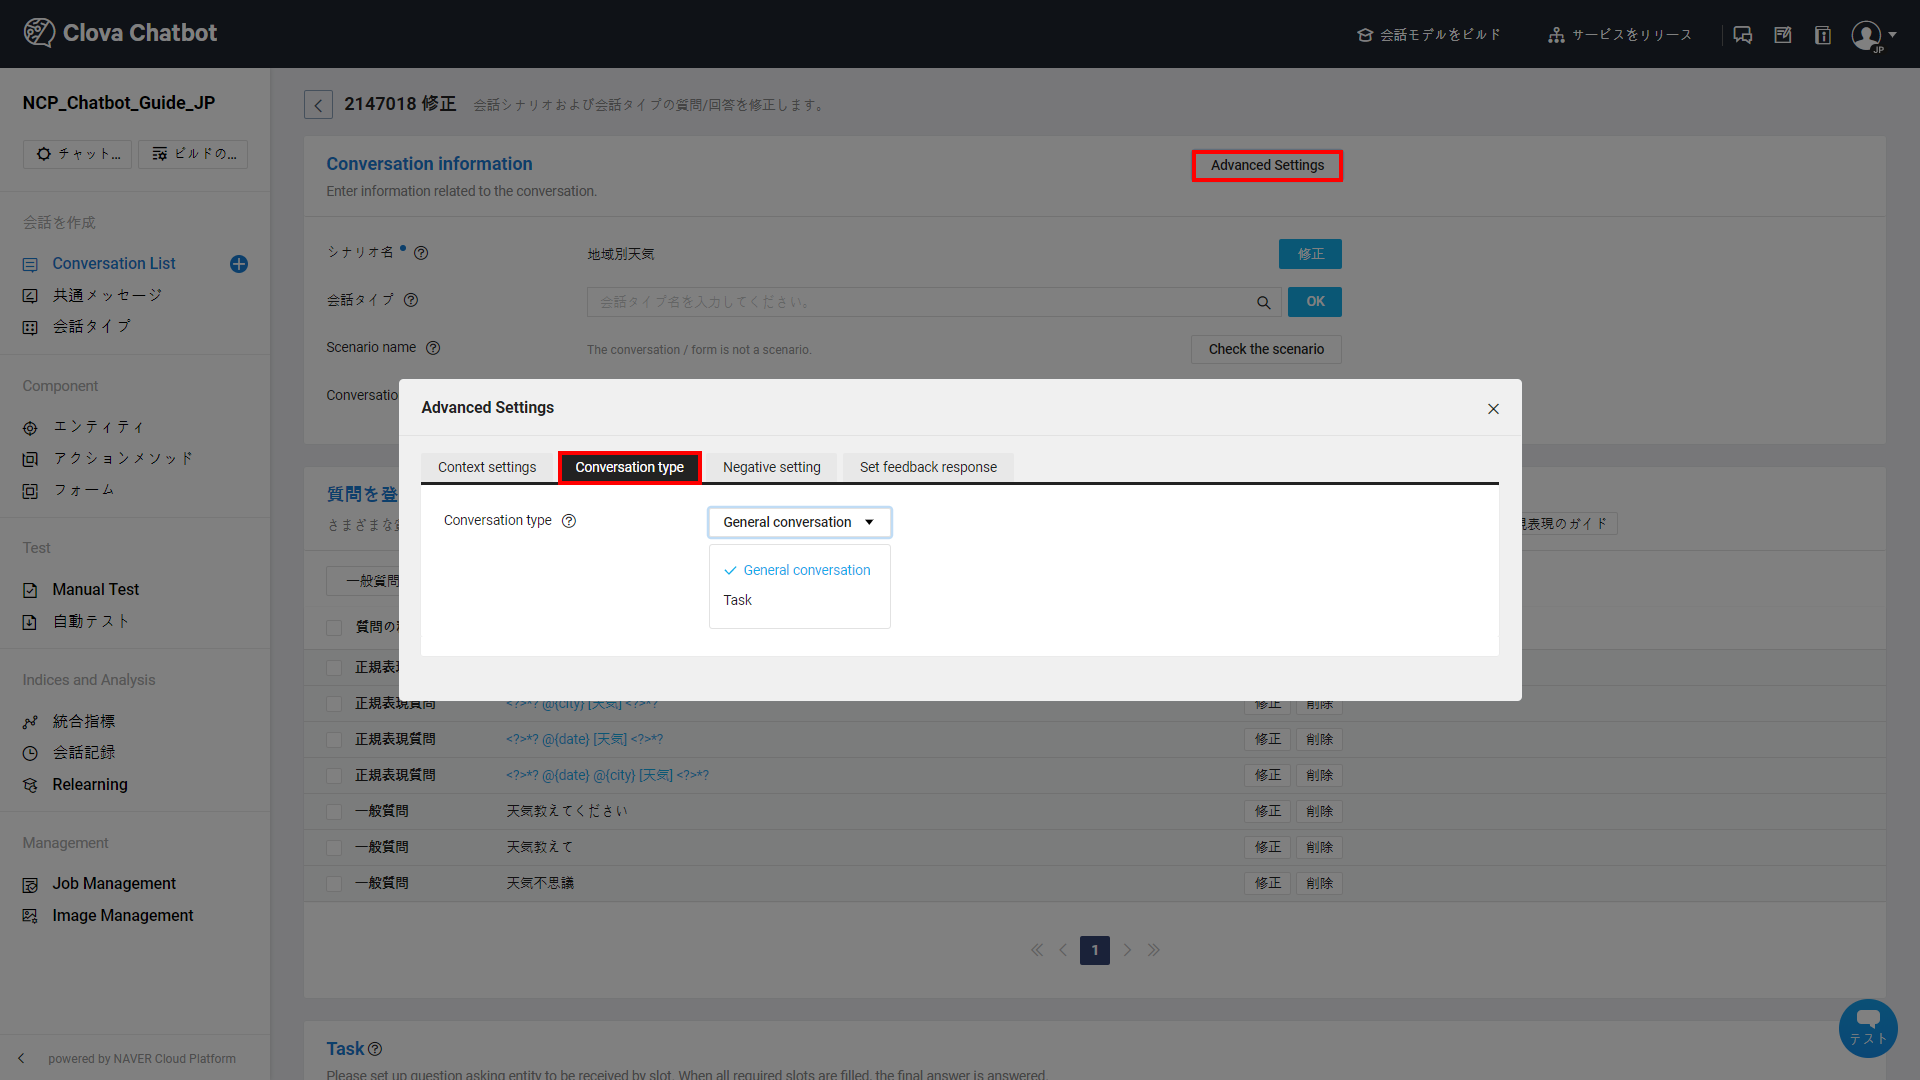 Clova Chatbot
会話モデルをビルド
サービスをリリース
JP
NCP_Chatbot_Guide_JP
チャット...
ビルドの...
会話を作成
Conversation List
共通メッセージ
会話タイプ
Component
エンティティ
アクションメソッド
フォーム
Test
Manual Test
自動テスト
Indices and Analysis
統合指標
会話記録
Relearning
Management
Job Management
Image Management
powered by NAVER Cloud Platform
2147018 修正
会話シナリオおよび会話タイプの質問/回答を修正します。
Conversation information
Advanced Settings
Enter information related to the conversation.
シナリオ名
地域別天気
修正
会話タイプ
会話タイプ名を入力してください。
OK
Scenario name
The conversation / form is not a scenario.
Check the scenario
Conversatio
Advanced Settings
Context settings
Conversation type
Negative setting
Set feedback response
Conversation type
General conversation
General conversation
Task
質問を登
さまざまな
表現のガイド
一般質問
質問の
正規表
正規表現質問 <?>*? @{city} [天気] <?>*? 修正 削除
正規表現質問 <?>*? @{date} [天気] <?>*? 修正 削除
正規表現質問 <?>*? @{date} @{city} [天気] <?>*? 修正 削除
一般質問 天気教えてください 修正 削除
一般質問 天気教えて 修正 削除
一般質問 天気不思議 修正 削除
1
Task
Please set up question asking entity to be received by slot. When all required slots are filled, the final answer is answered.
テスト